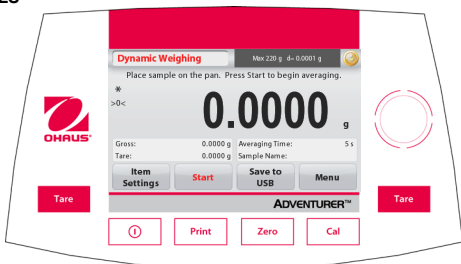 Dynamic Weighing
Max 220 g d= 0.0001 g
Place sample on the pan. Press Start to begin averaging.
*
>0<
0.0000 g
Gross: 0.0000 g Averaging Time: 5 s
Tare: 0.0000 g Sample Name:
Item Settings
Start
Save to USB
Menu
OHAUS®
Tare
ADVENTURER™
Tare
Print
Zero
Cal